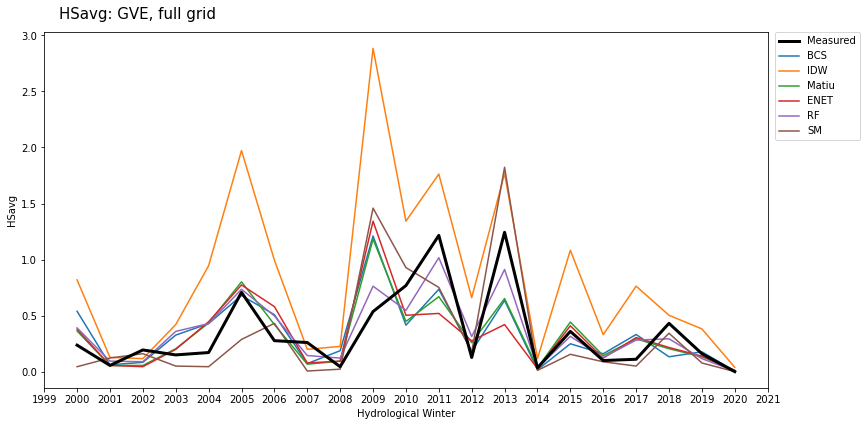 HSavg: GVE, full grid
3.0
2.5
2.0
1.5
1.0
0.5
0.0
HSavg
1999 2000 2001 2002 2003 2004 2005 2006 2007 2008 2009 2010 2011 2012 2013 2014 2015 2016 2017 2018 2019 2020 2021
Hydrological Winter
Measured
BCS
IDW
Matiu
ENET
RF
SM